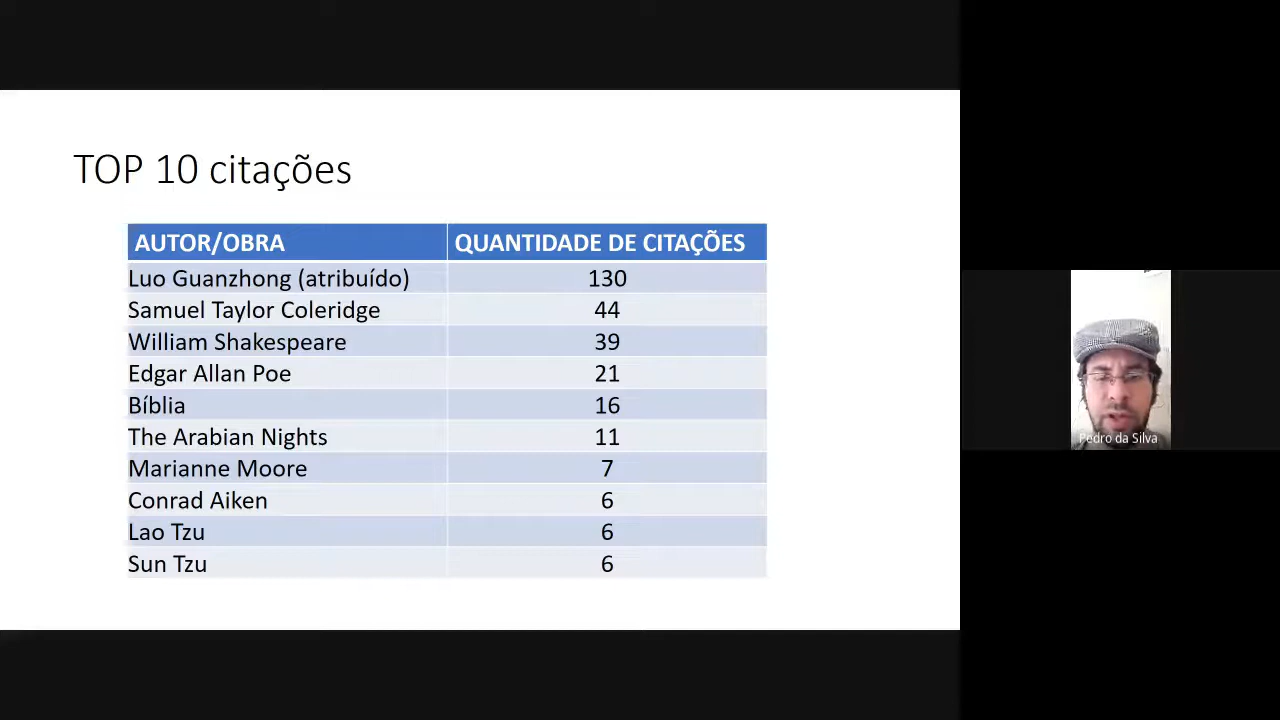 TOP 10 citações
AUTOR/OBRA QUANTIDADE DE CITAÇÕES
Luo Guanzhong (atribuído) 130
Samuel Taylor Coleridge 44
William Shakespeare 39
Edgar Allan Poe 21
Bíblia 16
The Arabian Nights 11
Marianne Moore 7
Conrad Aiken 6
Lao Tzu 6
Sun Tzu 6
Pedro da Silva